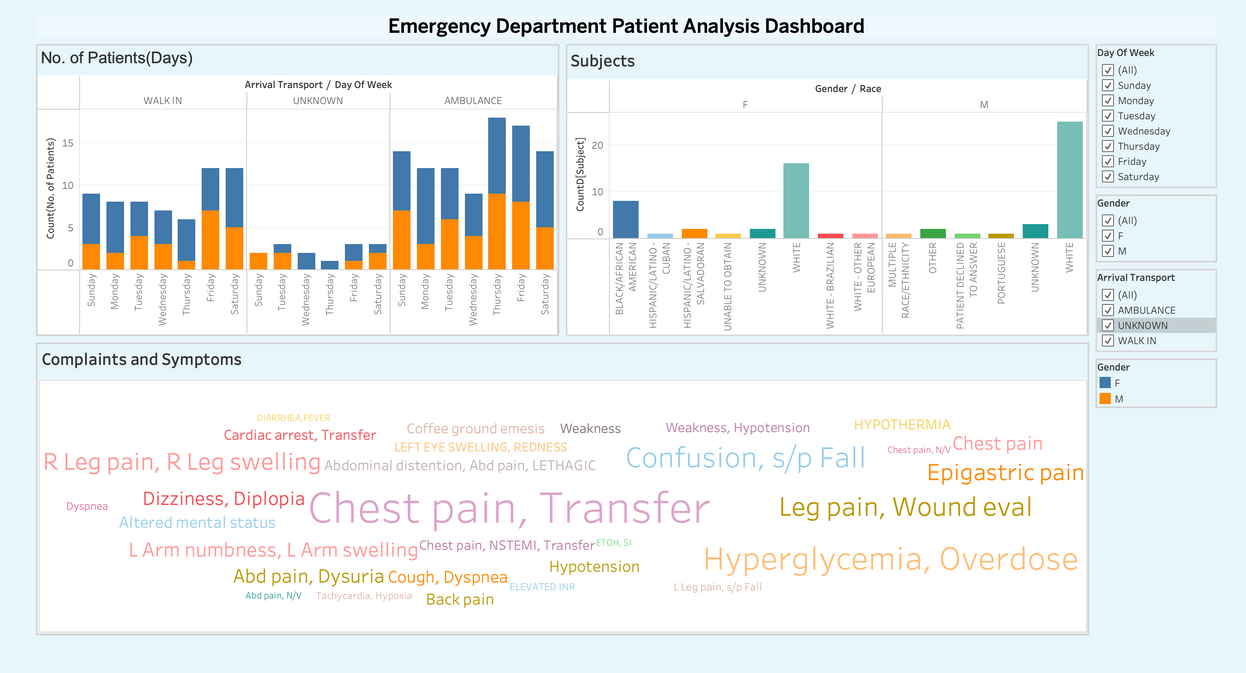 Emergency Department Patient Analysis Dashboard
No. of Patients(Days)
Arrival Transport / Day Of Week
WALK IN
UNKNOWN
AMBULANCE
Count(No. of Patients)
15
10
5
0
Sunday
Monday
Tuesday
Wednesday
Thursday
Friday
Saturday
Sunday
Tuesday
Wednesday
Thursday
Friday
Saturday
Sunday
Monday
Tuesday
Wednesday
Thursday
Friday
Saturday
Subjects
Gender / Race
F
M
CountD[Subject]
20
10
0
BLACK/AFRICAN
AMERICAN
HISPANIC/LATINO -
CUBAN
HISPANIC/LATINO -
SALVADORAN
UNABLE TO OBTAIN
UNKNOWN
WHITE
WHITE - BRAZILIAN
WHITE - OTHER
EUROPEAN
MULTIPLE
RACE/ETHNICITY
OTHER
PATIENT DECLINED
TO ANSWER
PORTUGUESE
UNKNOWN
WHITE
Day Of Week
(All)
Sunday
Monday
Tuesday
Wednesday
Thursday
Friday
Saturday
Gender
(All)
F
M
Arrival Transport
(All)
AMBULANCE
UNKNOWN
WALK IN
Gender
F
M
Complaints and Symptoms
DIARRHEA,FEVER
Cardiac arrest, Transfer
Coffee ground emesis
Weakness
Weakness, Hypotension
HYPOTHERMIA
LEFT EYE SWELLING, REDNESS
Chest pain, N/V
Chest pain
R Leg pain, R Leg swelling
Abdominal distention, Abd pain, LETHAGIC
Confusion, s/p Fall
Epigastric pain
Dyspnea
Dizziness, Diplopia
Chest pain, Transfer
Leg pain, Wound eval
Altered mental status
L Arm numbness, L Arm swelling
Chest pain, NSTEMI, Transfer
ETOH, SI
Hyperglycemia, Overdose
Hypotension
Abd pain, Dysuria
Cough, Dyspnea
ELEVATED INR
L Leg pain, s/p Fall
Abd pain, N/V
Tachycardia, Hypoxia
Back pain